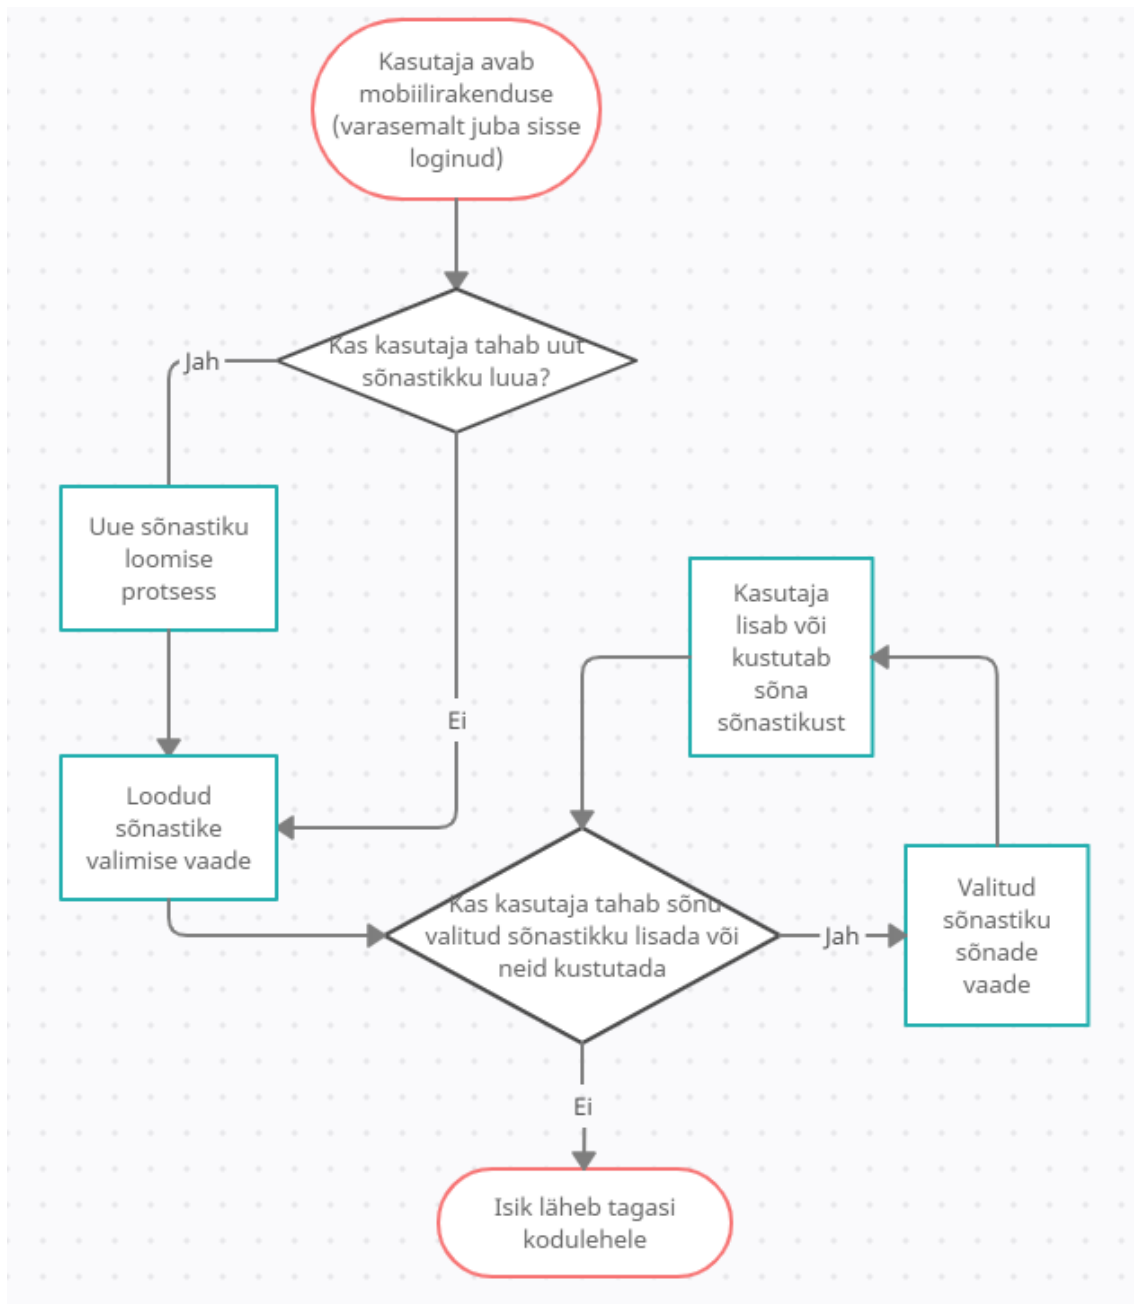 Kasutaja avab
mobiilirakenduse
(varasemalt juba sisse
loginud)
Kas kasutaja tahab uut
sõnastikku luua?
Jah
Uue sõnastiku
loomise
protsess
Ei
Loodud
sõnastike
valimise vaade
Kasutaja
lisab või
kustutab
sõna
sõnastikust
Kas kasutaja tahab sõnu
valitud sõnastikku lisada või
neid kustutada
Jah
Valitud
sõnastiku
sõnade
vaade
Ei
Isik läheb tagasi
kodulehele